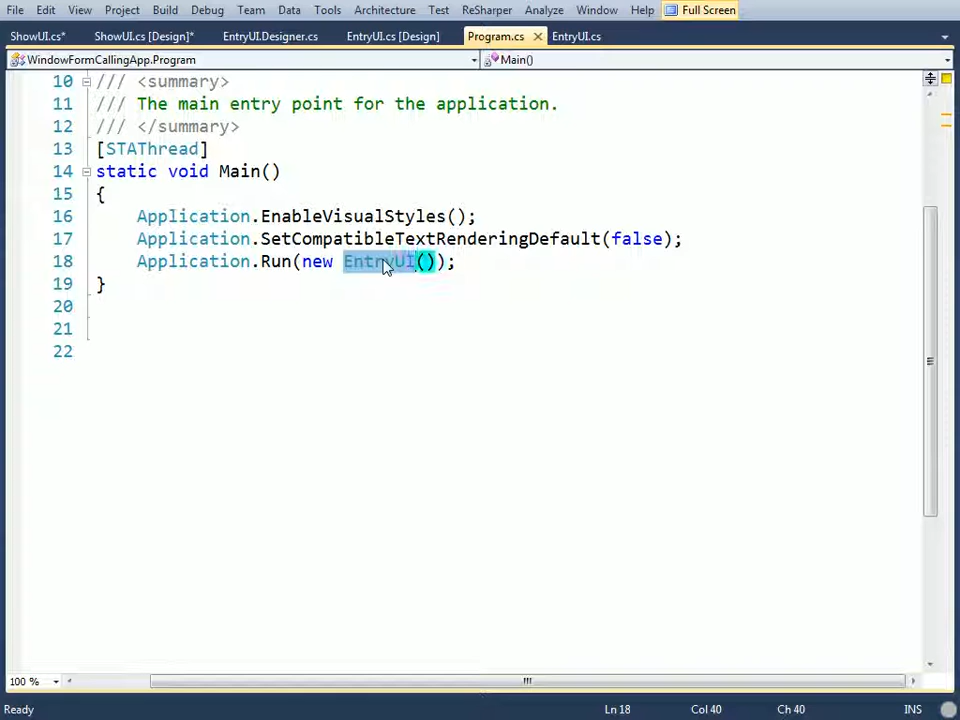 File Edit View Project Build Debug Team Data Tools Architecture Test ReSharper Analyze Window Help Full Screen
ShowUI.cs* ShowUI.cs [Design]* EntryUI.Designer.cs EntryUI.cs [Design] Program.cs EntryUI.cs
WindowFormCallingApp.Program Main()
10 /// <summary>
11 /// The main entry point for the application.
12 /// </summary>
13 [STAThread]
14 static void Main()
15 {
16 Application.EnableVisualStyles();
17 Application.SetCompatibleTextRenderingDefault(false);
18 Application.Run(new EntryUI());
19 }
20
21
22
100 %
Ready Ln 18 Col 40 Ch 40 INS